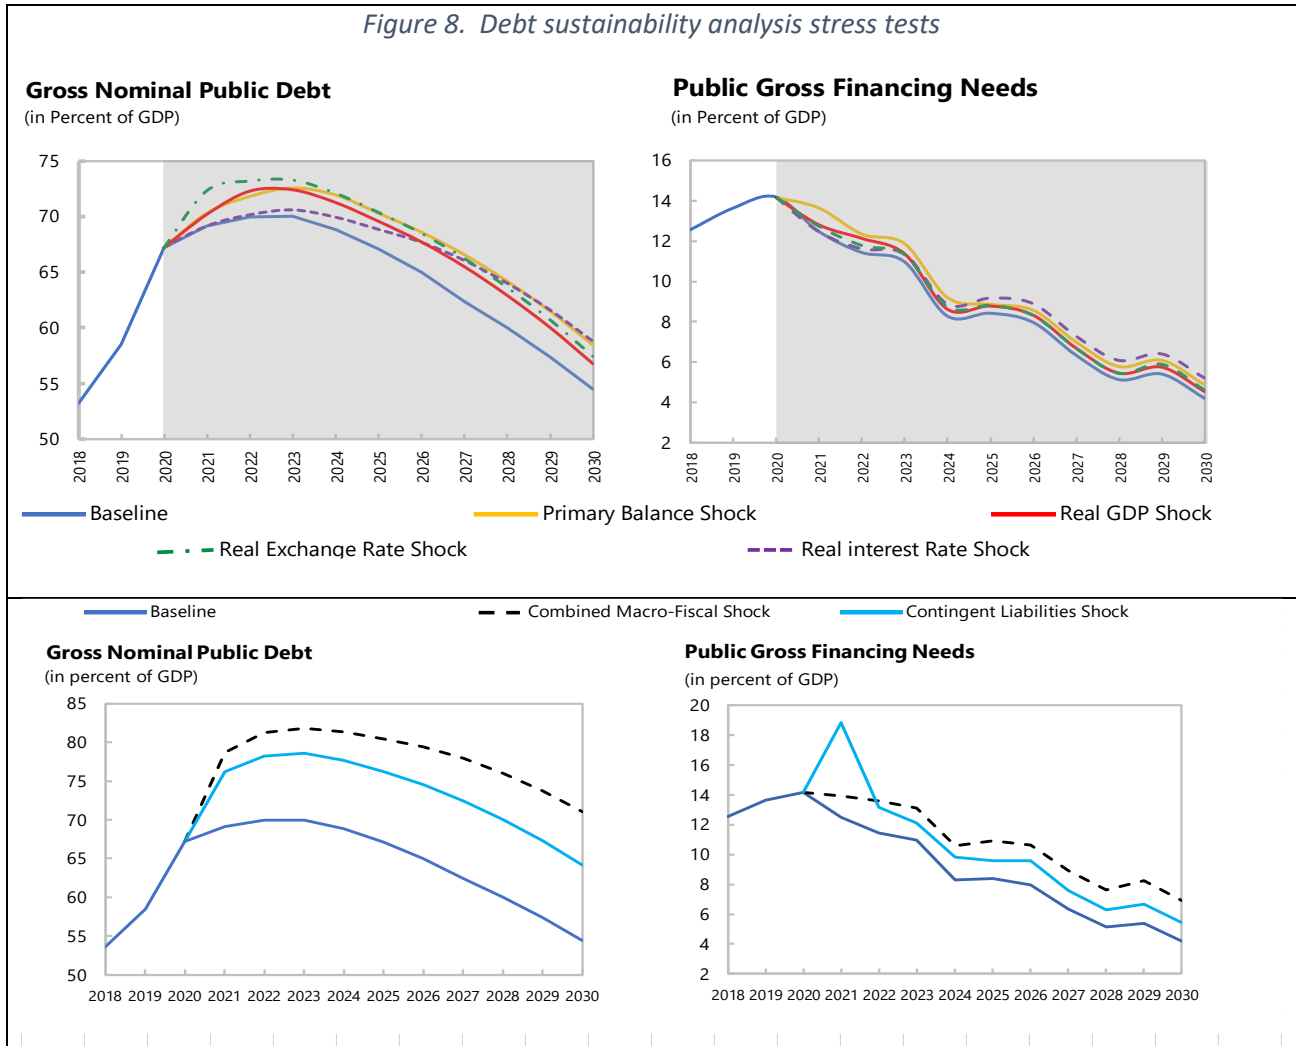 Figure 8.  Debt sustainability analysis stress tests
Gross Nominal Public Debt
(in Percent of GDP)
75
70
65
60
55
50
2018 2019 2020 2021 2022 2023 2024 2025 2026 2027 2028 2029 2030
Public Gross Financing Needs
(in Percent of GDP)
16
14
12
10
8
6
4
2
2018 2019 2020 2021 2022 2023 2024 2025 2026 2027 2028 2029 2030
Baseline
Primary Balance Shock
Real GDP Shock
Real Exchange Rate Shock
Real interest Rate Shock
Baseline
Combined Macro-Fiscal Shock
Contingent Liabilities Shock
Gross Nominal Public Debt
(in percent of GDP)
85
80
75
70
65
60
55
50
2018 2019 2020 2021 2022 2023 2024 2025 2026 2027 2028 2029 2030
Public Gross Financing Needs
(in percent of GDP)
20
18
16
14
12
10
8
6
4
2
2018 2019 2020 2021 2022 2023 2024 2025 2026 2027 2028 2029 2030